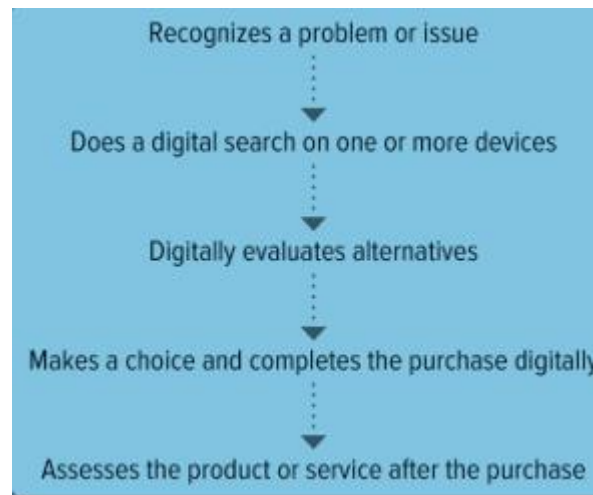 Recognizes a problem or issue
Does a digital search on one or more devices
Digitally evaluates alternatives
Makes a choice and completes the purchase digitally
Assesses the product or service after the purchase